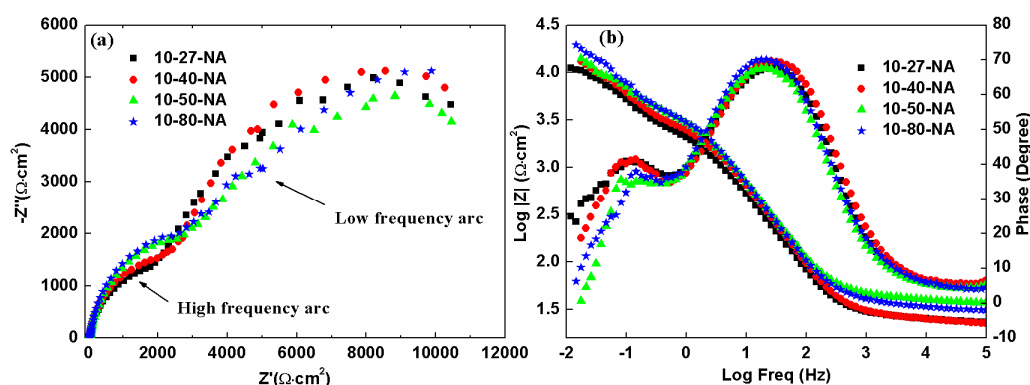 (a)
10-27-NA
10-40-NA
10-50-NA
10-80-NA
Low frequency arc
High frequency arc
-Z''(Ω·cm²)
6000
5000
4000
3000
2000
1000
0
0 2000 4000 6000 8000 10000 12000
Z'(Ω·cm²)
(b)
10-27-NA
10-40-NA
10-50-NA
10-80-NA
Log |Z| (Ω·cm²)
4.5
4.0
3.5
3.0
2.5
2.0
1.5
-2 -1 0 1 2 3 4 5
Log Freq (Hz)
80
70
60
50
40
30
20
10
0
-10
Phase (Degree)